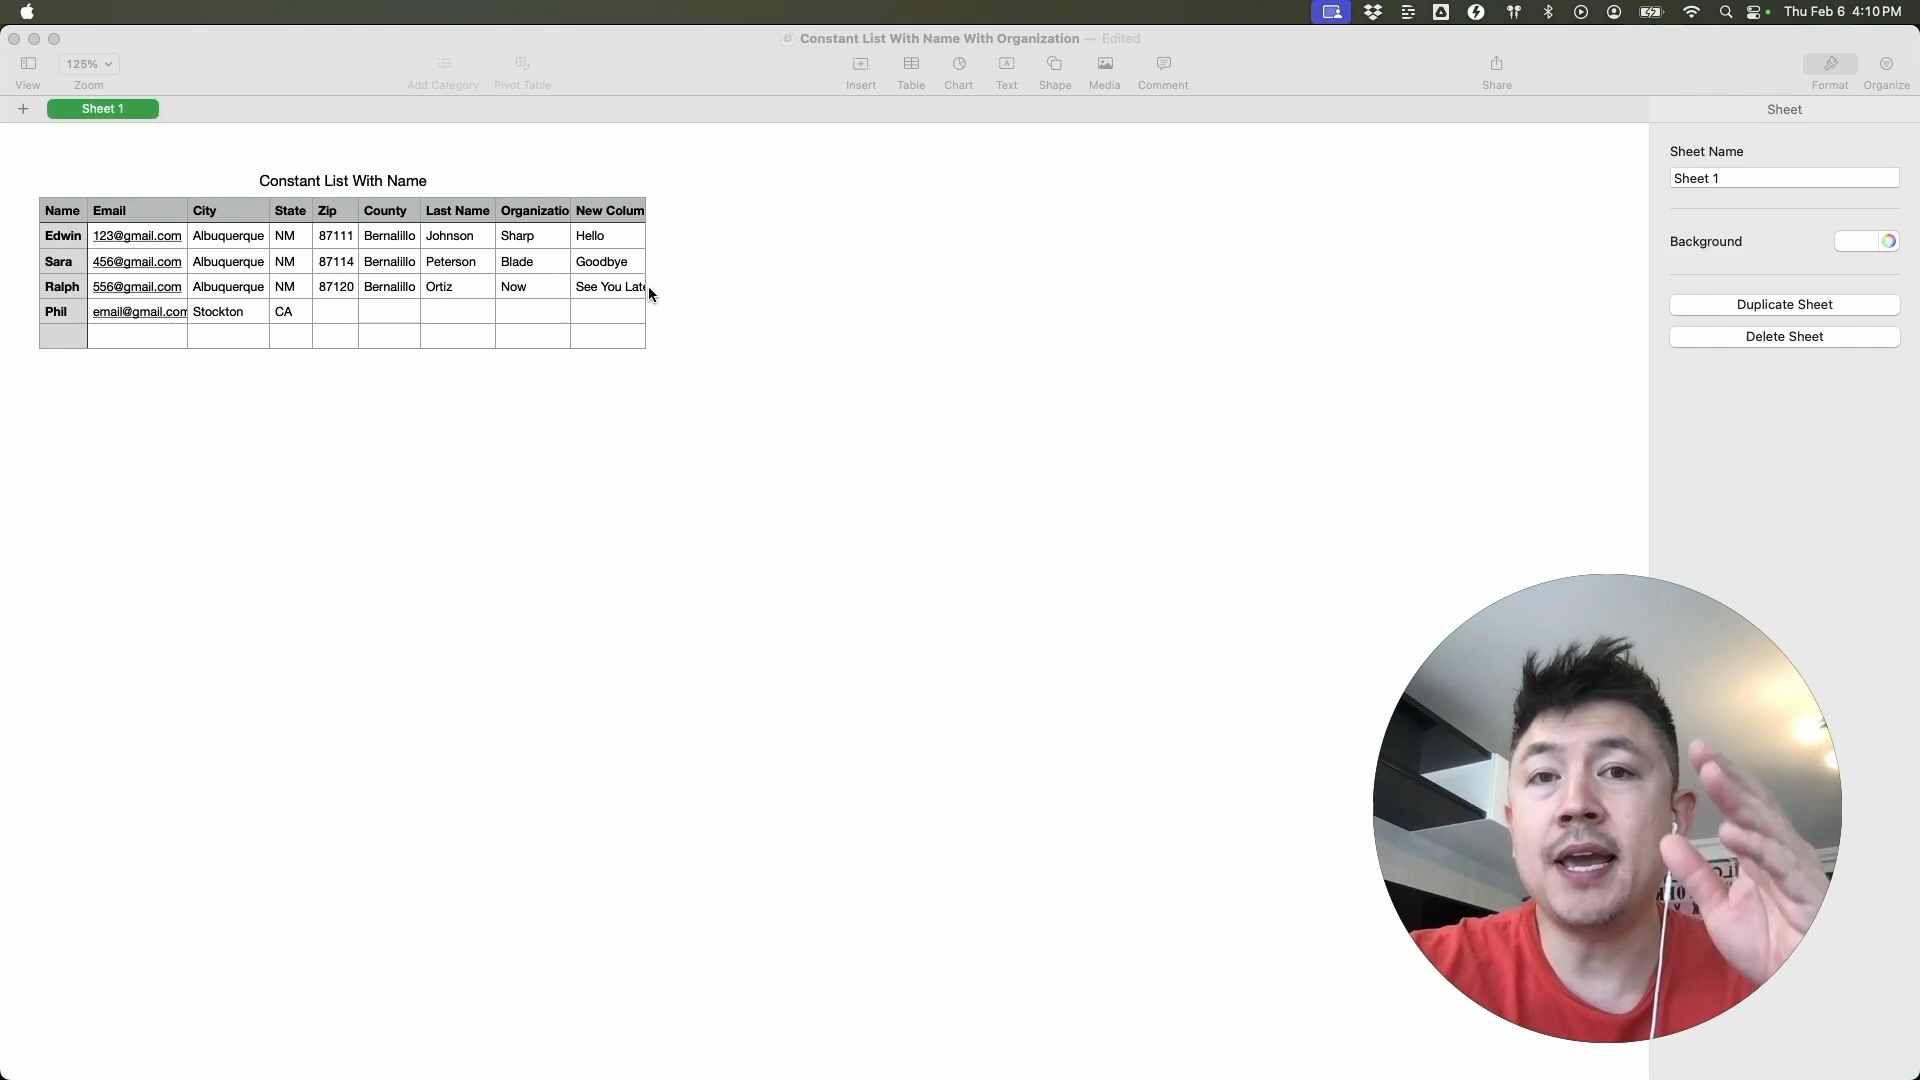 Thu Feb 6 4:10 PM
Constant List With Name With Organization — Edited
125%
View Zoom Add Category Pivot Table Insert Table Chart Text Shape Media Comment Share Format Organize
+ Sheet 1
Sheet
Sheet Name
Sheet 1
Background
Duplicate Sheet
Delete Sheet
Constant List With Name
Name Email City State Zip County Last Name Organizatio New Colum
Edwin 123@gmail.com Albuquerque NM 87111 Bernalillo Johnson Sharp Hello
Sara 456@gmail.com Albuquerque NM 87114 Bernalillo Peterson Blade Goodbye
Ralph 556@gmail.com Albuquerque NM 87120 Bernalillo Ortiz Now See You Late
Phil email@gmail.com Stockton CA